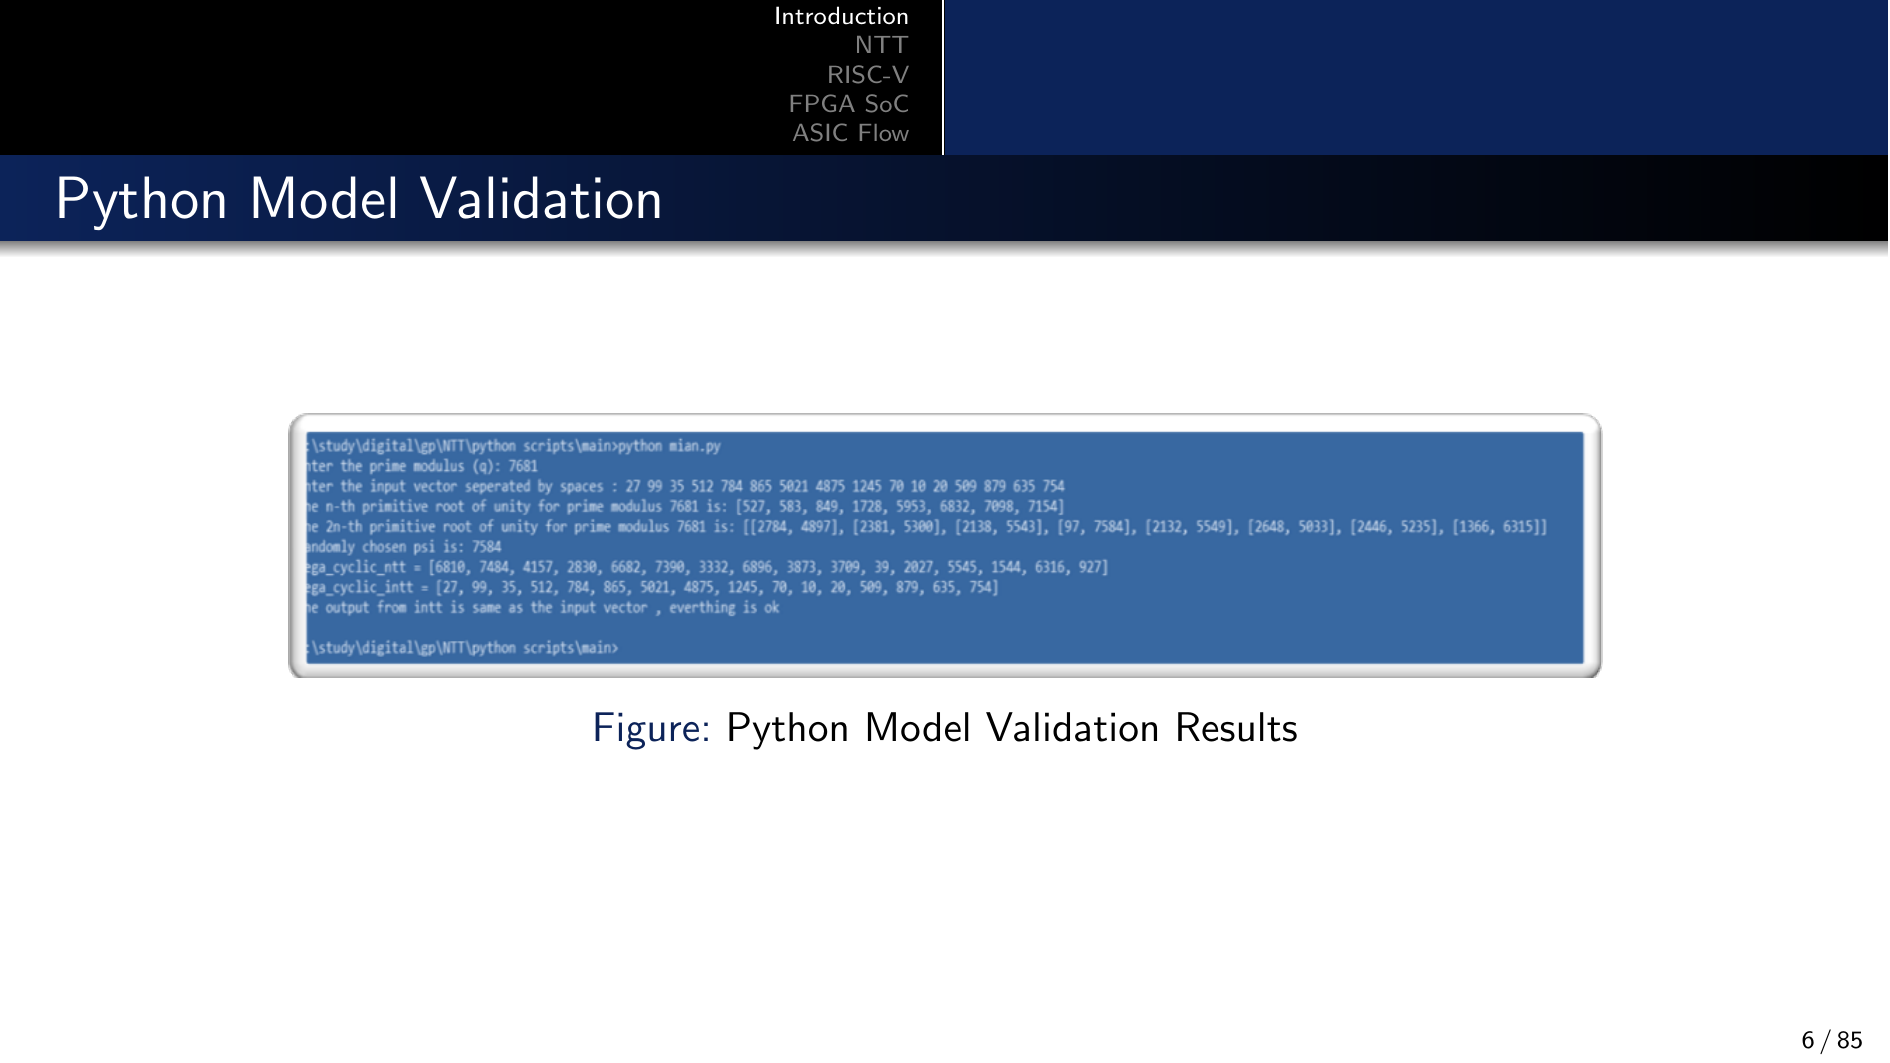 Introduction
NTT
RISC-V
FPGA SoC
ASIC Flow
Python Model Validation
:\study\digital\gp\NTT\python scripts\main>python mian.py
nter the prime modulus (q): 7681
nter the input vector seperated by spaces : 27 99 35 512 784 865 5021 4875 1245 70 10 20 509 879 635 754
he n-th primitive root of unity for prime modulus 7681 is: [527, 583, 849, 1728, 5953, 6832, 7098, 7154]
he 2n-th primitive root of unity for prime modulus 7681 is: [[2784, 4897], [2381, 5300], [2138, 5543], [97, 7584], [2132, 5549], [2648, 5033], [2446, 5235], [1366, 6315]]
andomly chosen psi is: 7584
ega_cyclic_ntt = [6810, 7484, 4157, 2830, 6682, 7390, 3332, 6896, 3873, 3709, 39, 2027, 5545, 1544, 6316, 927]
ega_cyclic_intt = [27, 99, 35, 512, 784, 865, 5021, 4875, 1245, 70, 10, 20, 509, 879, 635, 754]
he output from intt is same as the input vector , everthing is ok
:\study\digital\gp\NTT\python scripts\main>
Figure: Python Model Validation Results
6 / 85